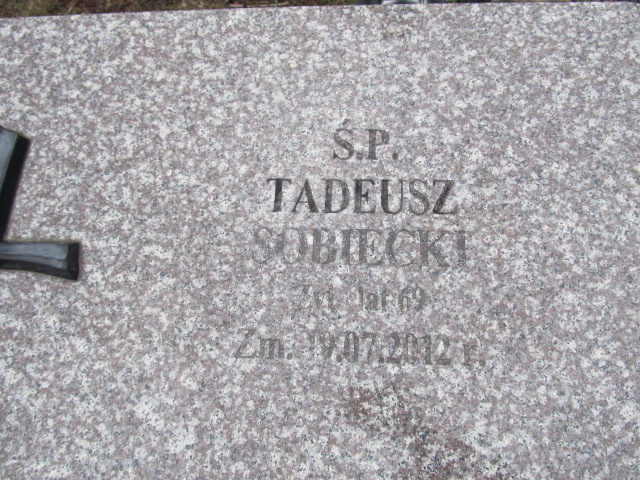 Ś.P.
TADEUSZ
SOBIECKI
Żył lat 69
Zm. 19.07.2012 r.